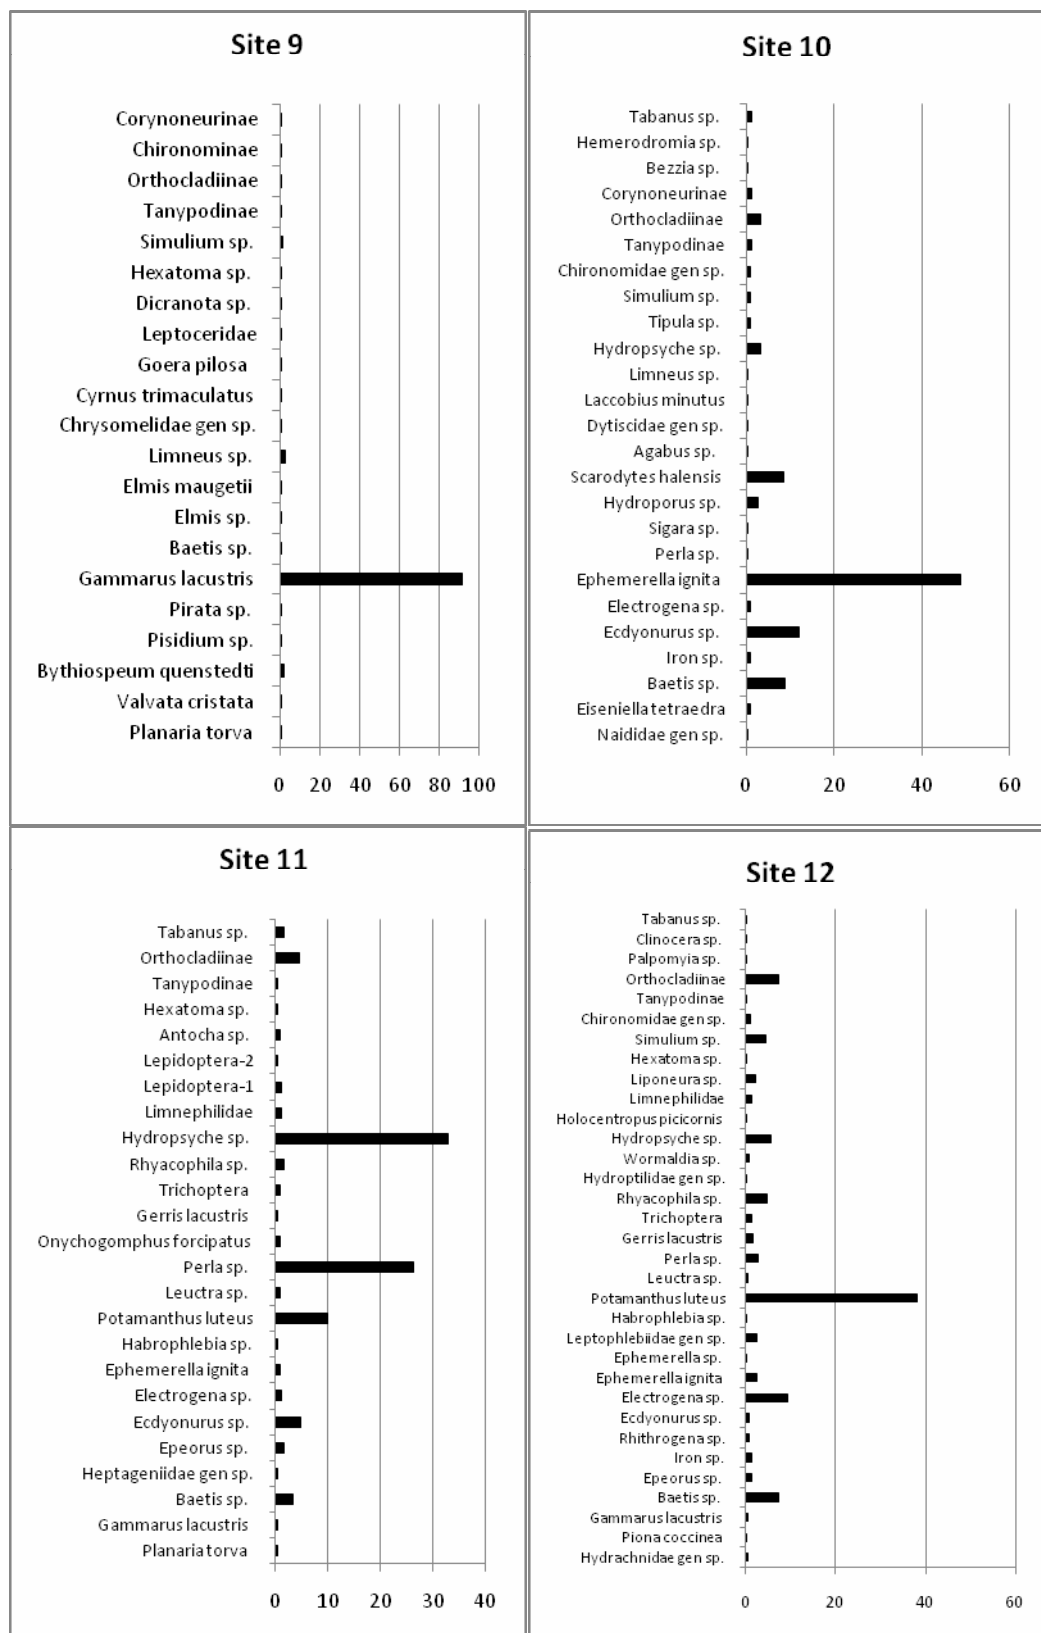 Site 9
Corynoneurinae
Chironominae
Orthocladiinae
Tanypodinae
Simulium sp.
Hexatoma sp.
Dicranota sp.
Leptoceridae
Goera pilosa
Cyrnus trimaculatus
Chrysomelidae gen sp.
Limneus sp.
Elmis maugetii
Elmis sp.
Baetis sp.
Gammarus lacustris
Pirata sp.
Pisidium sp.
Bythiospeum quenstedti
Valvata cristata
Planaria torva
0 20 40 60 80 100
Site 10
Tabanus sp.
Hemerodromia sp.
Bezzia sp.
Corynoneurinae
Orthocladiinae
Tanypodinae
Chironomidae gen sp.
Simulium sp.
Tipula sp.
Hydropsyche sp.
Limneus sp.
Laccobius minutus
Dytiscidae gen sp.
Agabus sp.
Scarodytes halensis
Hydroporus sp.
Sigara sp.
Perla sp.
Ephemerella ignita
Electrogena sp.
Ecdyonurus sp.
Iron sp.
Baetis sp.
Eiseniella tetraedra
Naididae gen sp.
0 20 40 60
Site 11
Tabanus sp.
Orthocladiinae
Tanypodinae
Hexatoma sp.
Antocha sp.
Lepidoptera-2
Lepidoptera-1
Limnephilidae
Hydropsyche sp.
Rhyacophila sp.
Trichoptera
Gerris lacustris
Onychogomphus forcipatus
Perla sp.
Leuctra sp.
Potamanthus luteus
Habrophlebia sp.
Ephemerella ignita
Electrogena sp.
Ecdyonurus sp.
Epeorus sp.
Heptageniidae gen sp.
Baetis sp.
Gammarus lacustris
Planaria torva
0 10 20 30 40
Site 12
Tabanus sp.
Clinocera sp.
Palpomyia sp.
Orthocladiinae
Tanypodinae
Chironomidae gen sp.
Simulium sp.
Hexatoma sp.
Liponeura sp.
Limnephilidae
Holocentropus picicornis
Hydropsyche sp.
Wormaldia sp.
Hydroptilidae gen sp.
Rhyacophila sp.
Trichoptera
Gerris lacustris
Perla sp.
Leuctra sp.
Potamanthus luteus
Habrophlebia sp.
Leptophlebiidae gen sp.
Ephemerella sp.
Ephemerella ignita
Electrogena sp.
Ecdyonurus sp.
Rhithrogena sp.
Iron sp.
Epeorus sp.
Baetis sp.
Gammarus lacustris
Piona coccinea
Hydrachnidae gen sp.
0 20 40 60